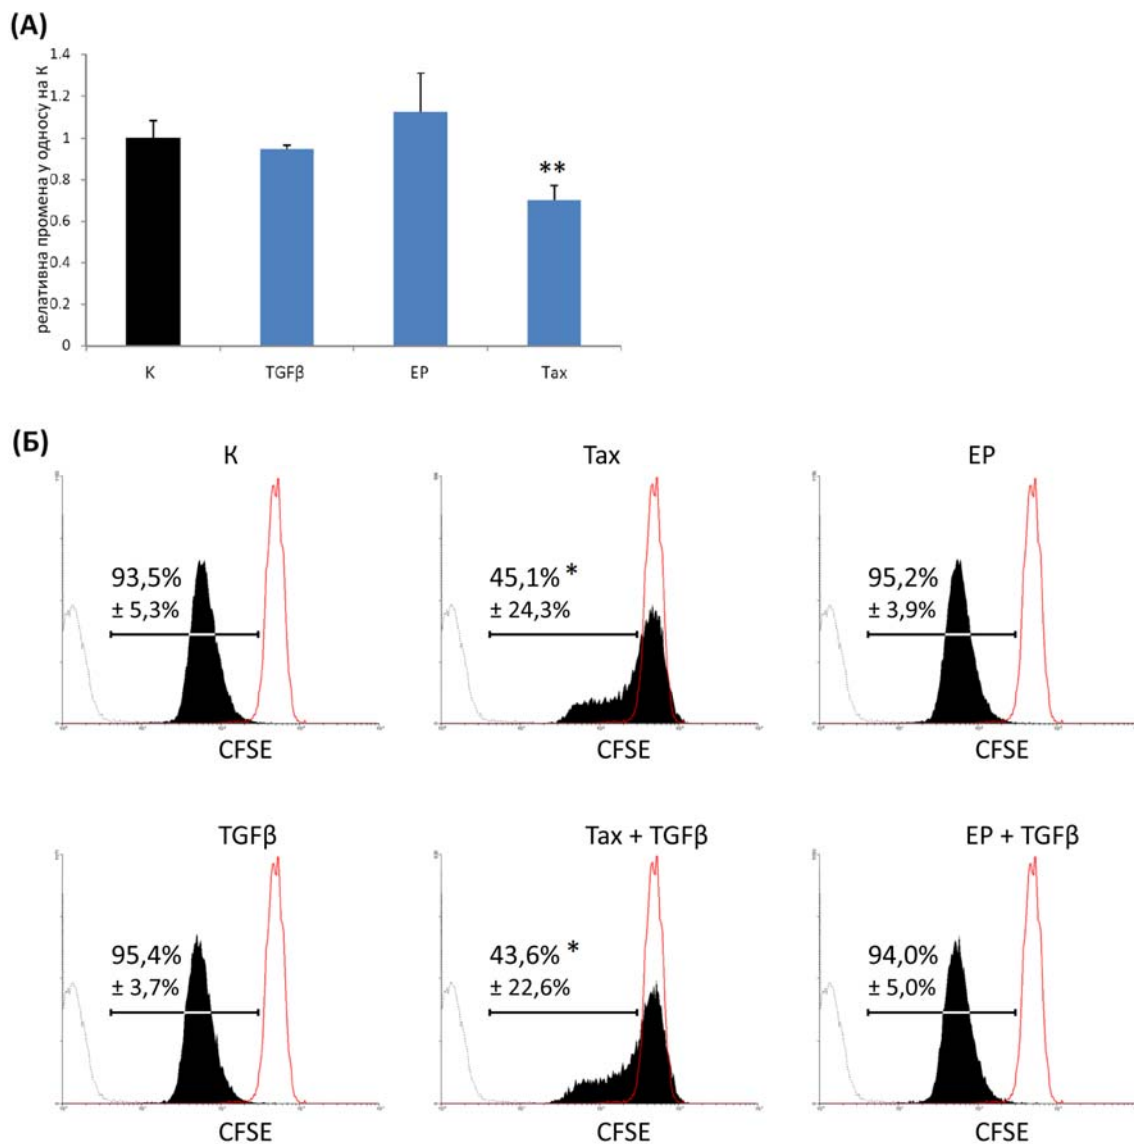 (А)
релативна промена у односу на К
1.4
1.2
1
0.8
0.6
0.4
0.2
0
**
К
TGFβ
EP
Tax
(Б)
К
Tax
EP
93,5%
± 5,3%
45,1% *
± 24,3%
95,2%
± 3,9%
CFSE
CFSE
CFSE
TGFβ
Tax + TGFβ
EP + TGFβ
95,4%
± 3,7%
43,6% *
± 22,6%
94,0%
± 5,0%
CFSE
CFSE
CFSE